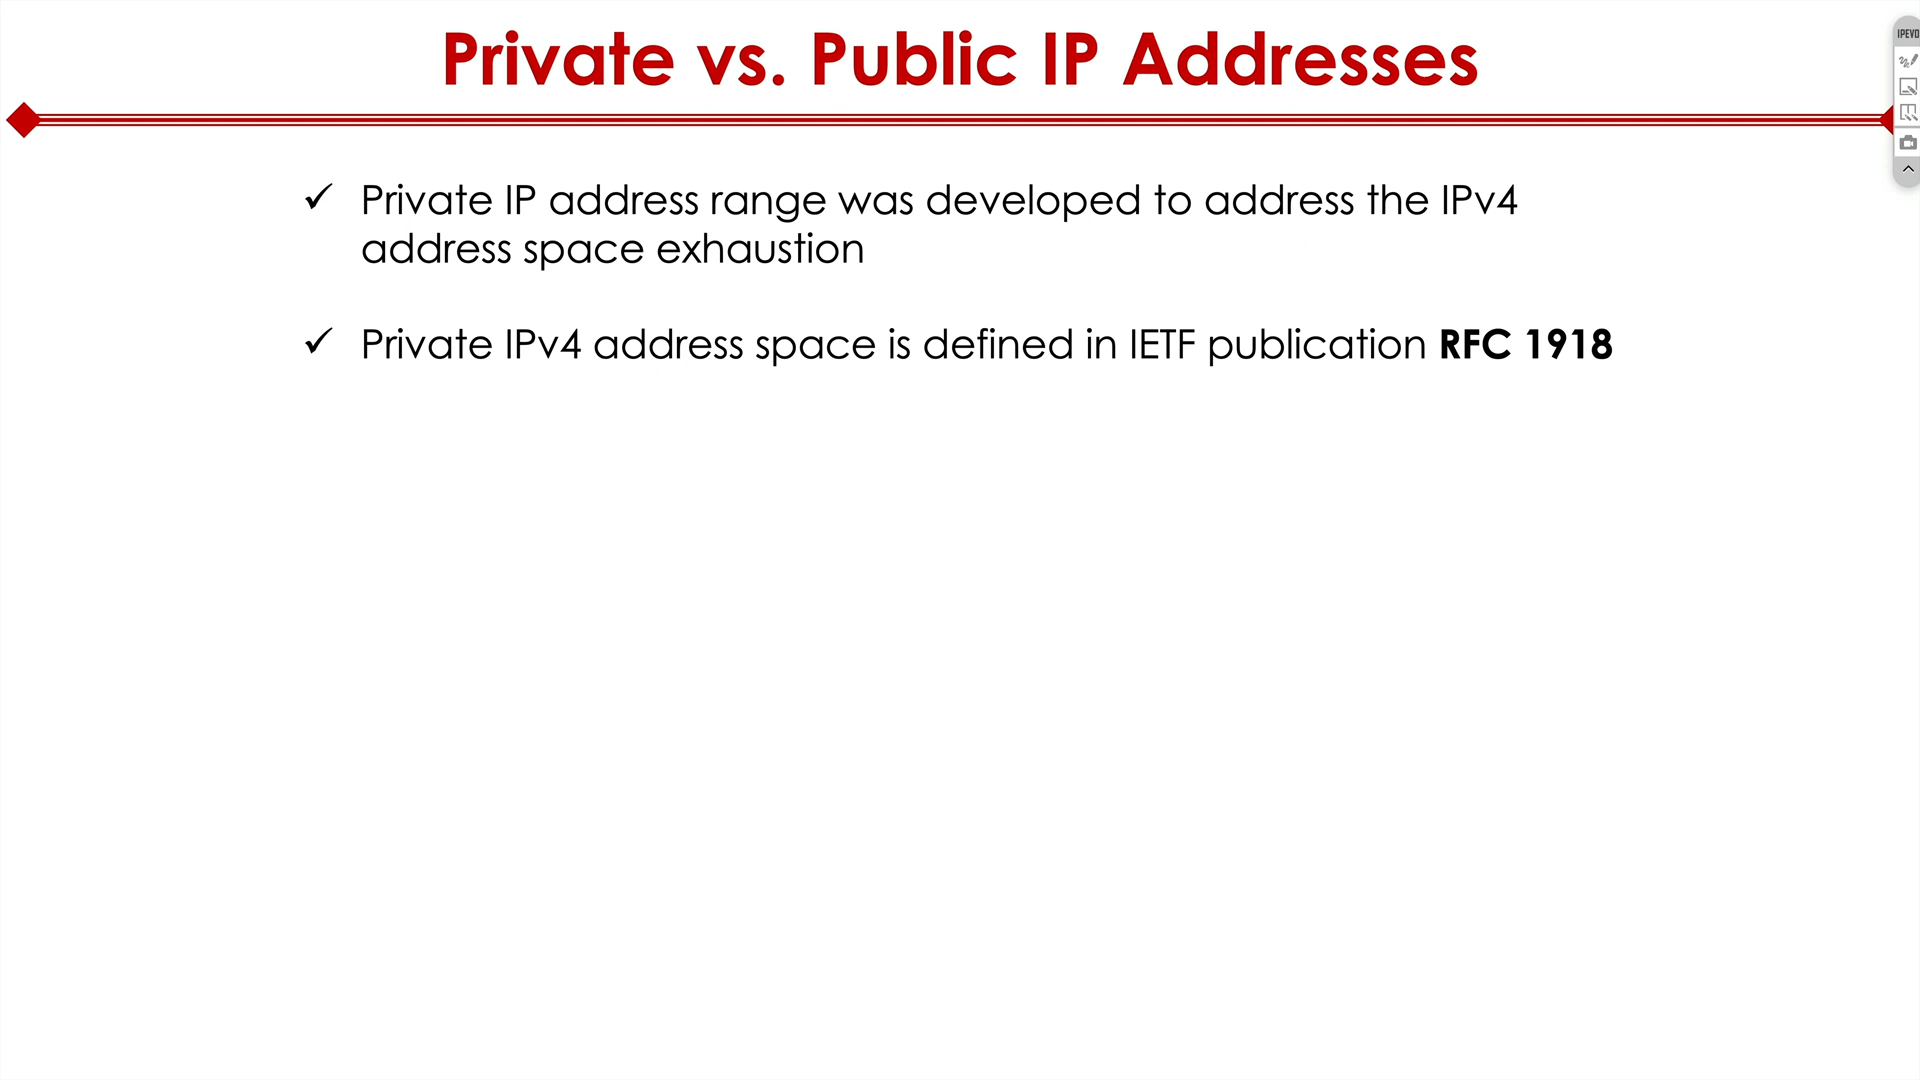 Private vs. Public IP Addresses
IPEVO
✓ Private IP address range was developed to address the IPv4
address space exhaustion
✓ Private IPv4 address space is defined in IETF publication RFC 1918